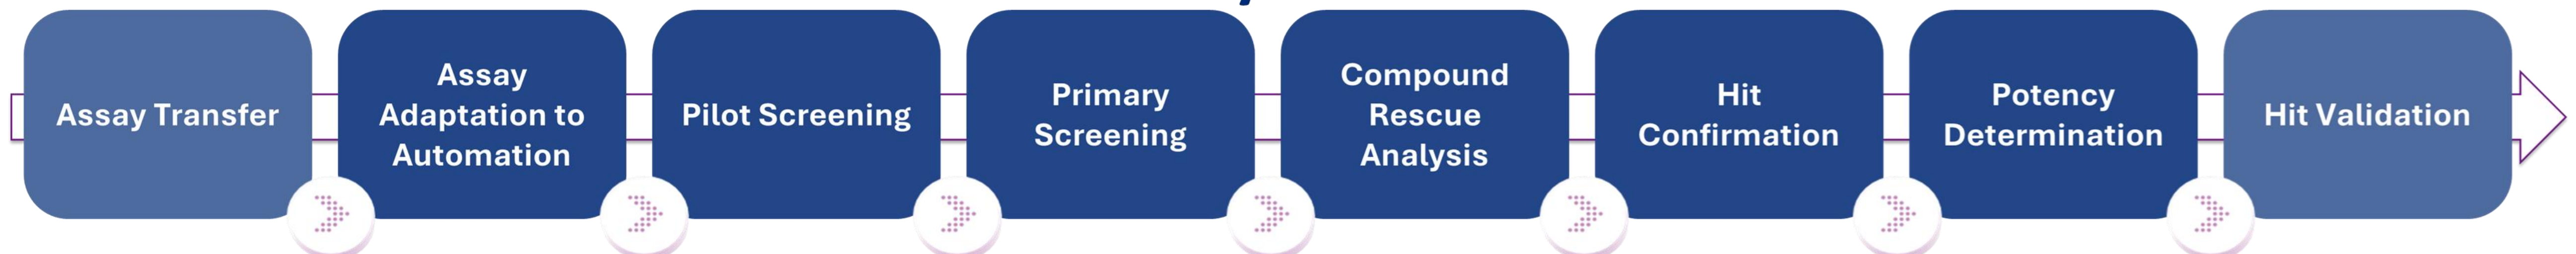 Assay Transfer
Assay
Adaptation to
Automation
Pilot Screening
Primary
Screening
Compound
Rescue
Analysis
Hit
Confirmation
Potency
Determination
Hit Validation